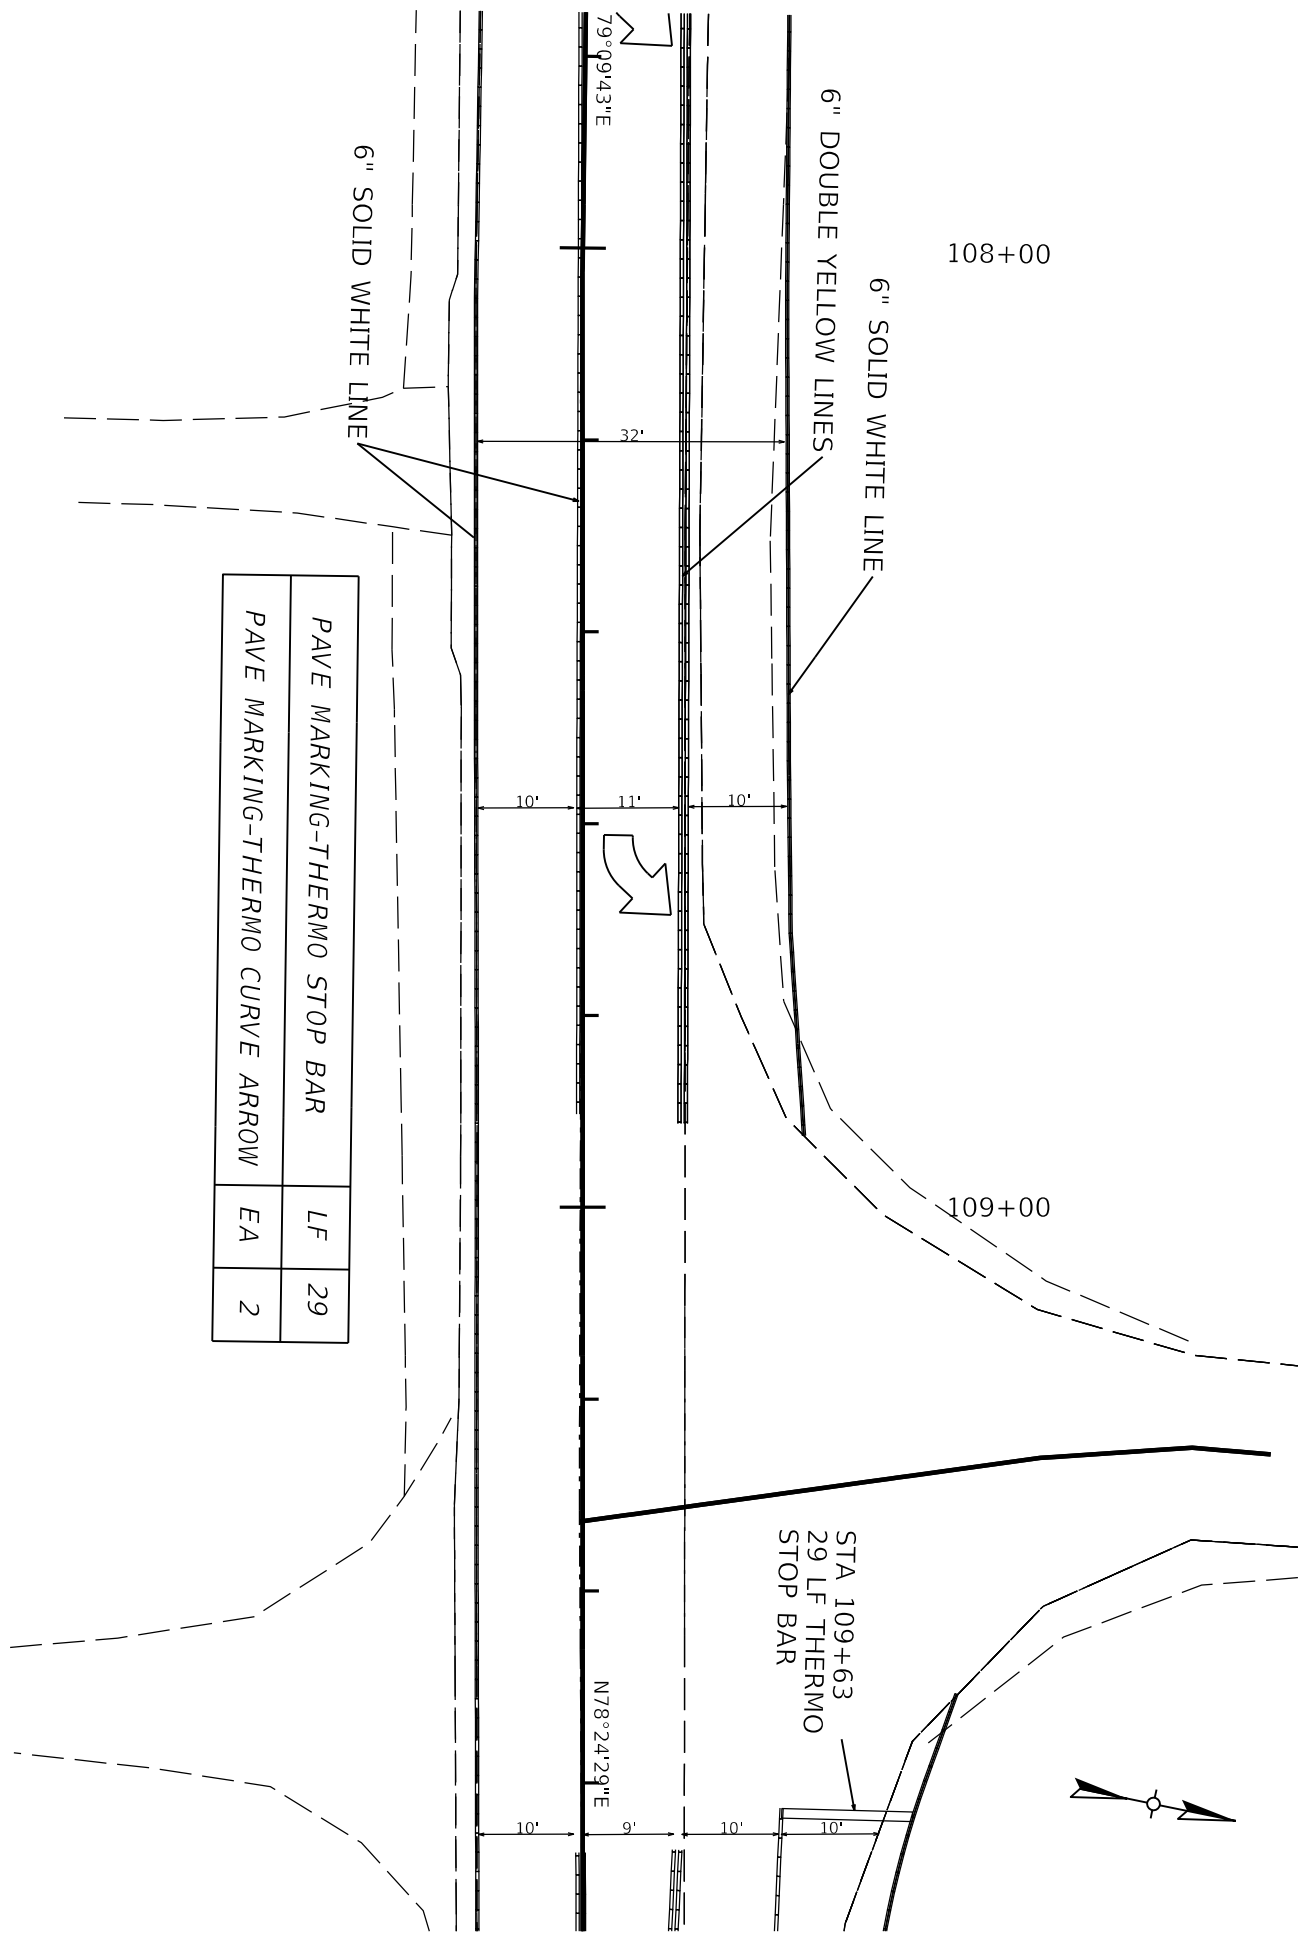 79°09'43"E
6" DOUBLE YELLOW LINES
6" SOLID WHITE LINE
108+00
6" SOLID WHITE LINE
32'
10'
11'
10'
PAVE MARKING-THERMO STOP BAR LF 29
PAVE MARKING-THERMO CURVE ARROW EA 2
109+00
STA 109+63
29 LF THERMO
STOP BAR
N78°24'29"E
10'
9'
10'
10'